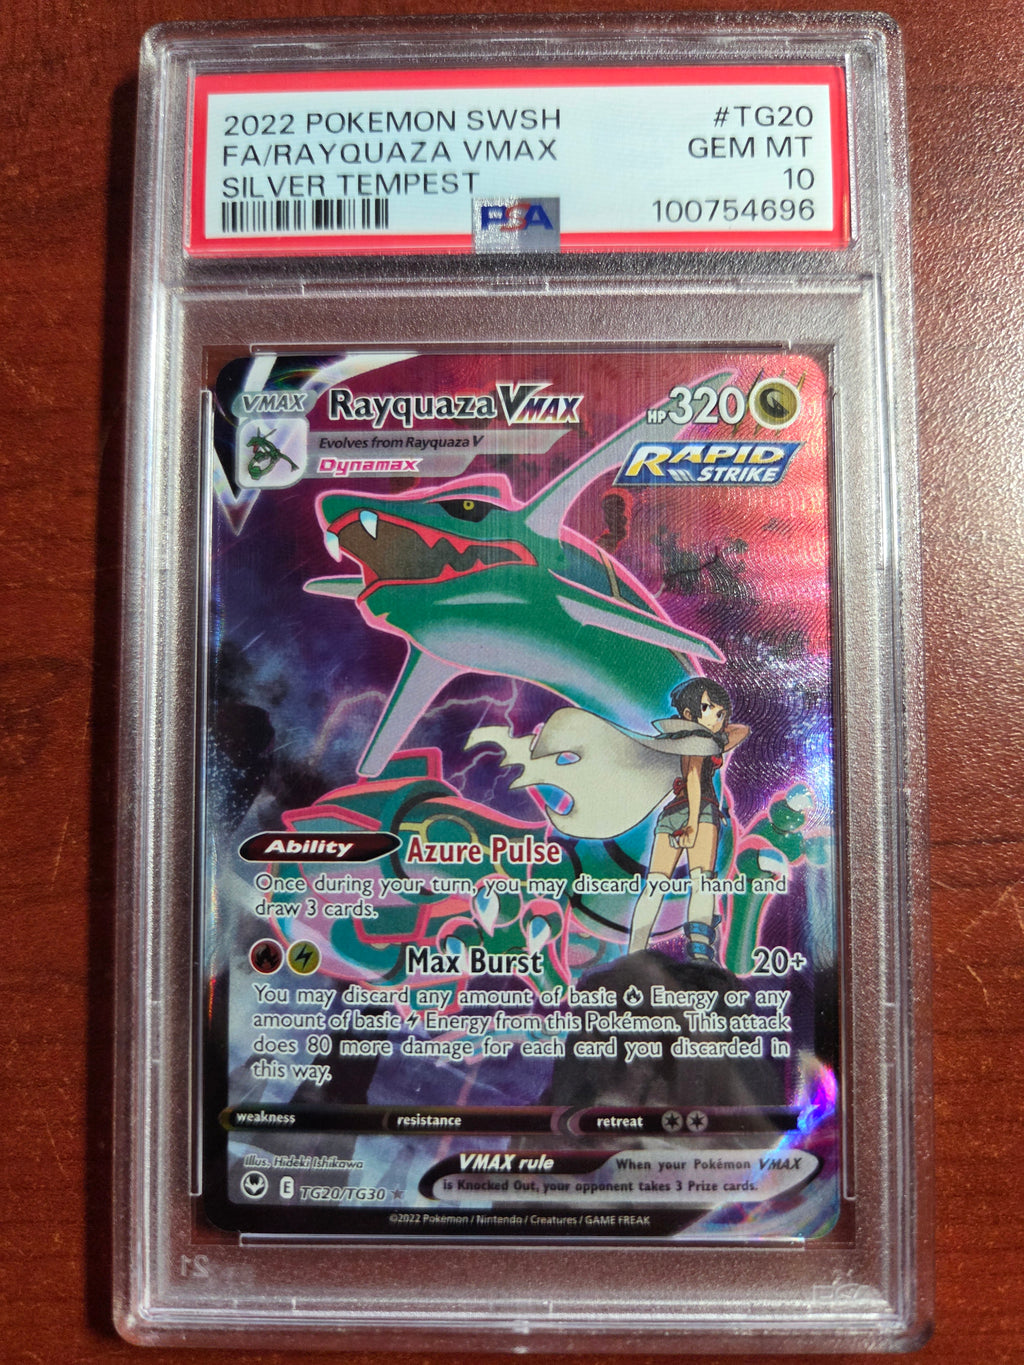 2022 POKEMON SWSH #TG20
FA/RAYQUAZA VMAX GEM MT
SILVER TEMPEST 10
PSA 100754696
VMAX Rayquaza VMAX HP 320
Evolves from Rayquaza V
Dynamax
RAPID
STRIKE
Ability Azure Pulse
Once during your turn, you may discard your hand and
draw 3 cards.
Max Burst 20+
You may discard any amount of basic Energy or any
amount of basic Energy from this Pokémon. This attack
does 80 more damage for each card you discarded in
this way.
weakness resistance retreat
Illus. Hideki Ishikawa
VMAX rule When your Pokémon VMAX
is Knocked Out, your opponent takes 3 Prize cards.
E TG20/TG30 ★
©2022 Pokémon / Nintendo / Creatures / GAME FREAK
21